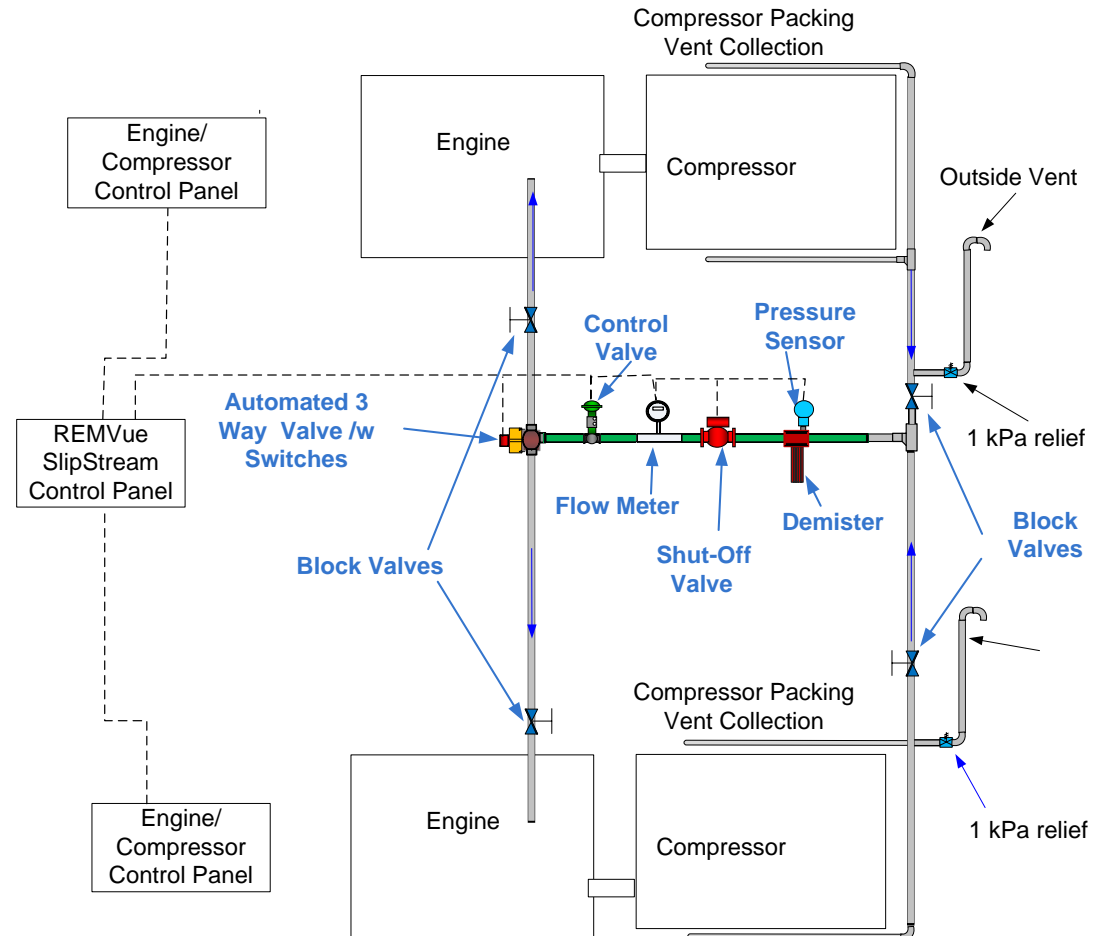 Compressor Packing
Vent Collection
Engine/
Compressor
Control Panel
Engine
Compressor
Outside Vent
Control
Valve
Pressure
Sensor
Automated 3
Way Valve /w
Switches
1 kPa relief
REMVue
SlipStream
Control Panel
Flow Meter
Demister
Block
Valves
Block Valves
Shut-Off
Valve
Compressor Packing
Vent Collection
Engine/
Compressor
Control Panel
Engine
Compressor
1 kPa relief